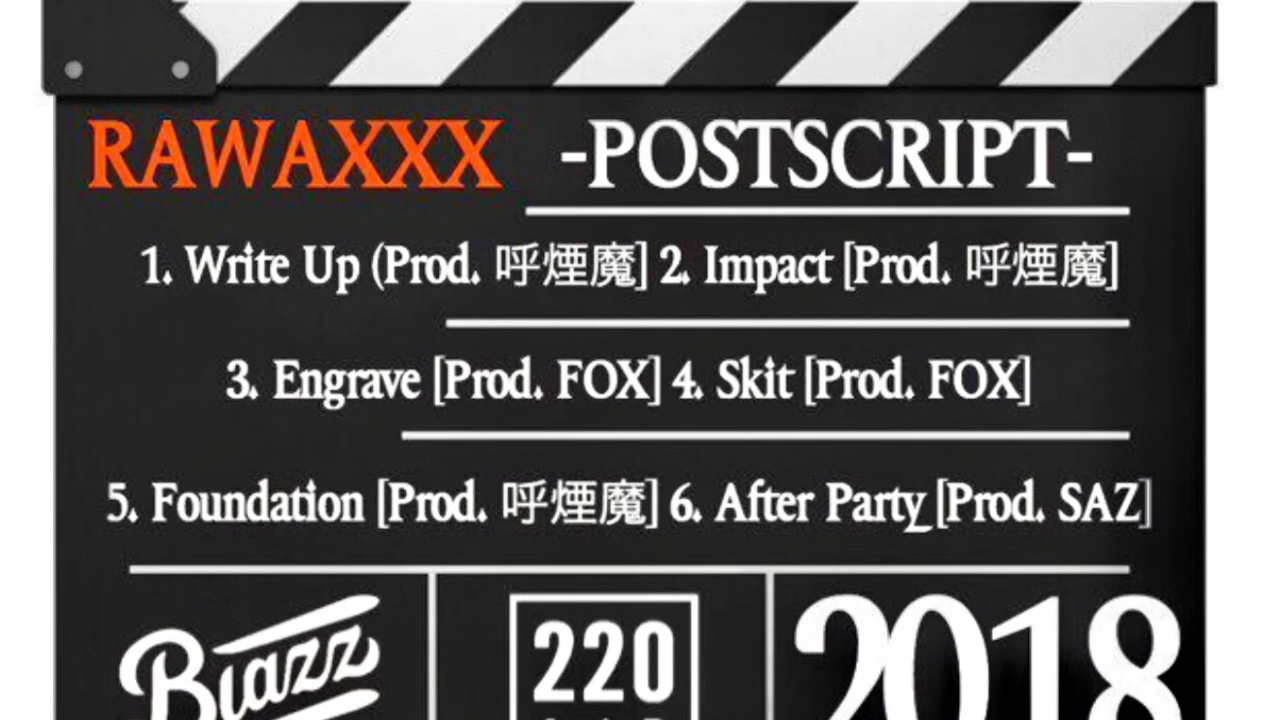 RAWAXXX -POSTSCRIPT-
1. Write Up (Prod. 呼煙魔] 2. Impact [Prod. 呼煙魔]
3. Engrave [Prod. FOX] 4. Skit [Prod. FOX]
5. Foundation [Prod. 呼煙魔] 6. After Party [Prod. SAZ]
Blazz
220
2018